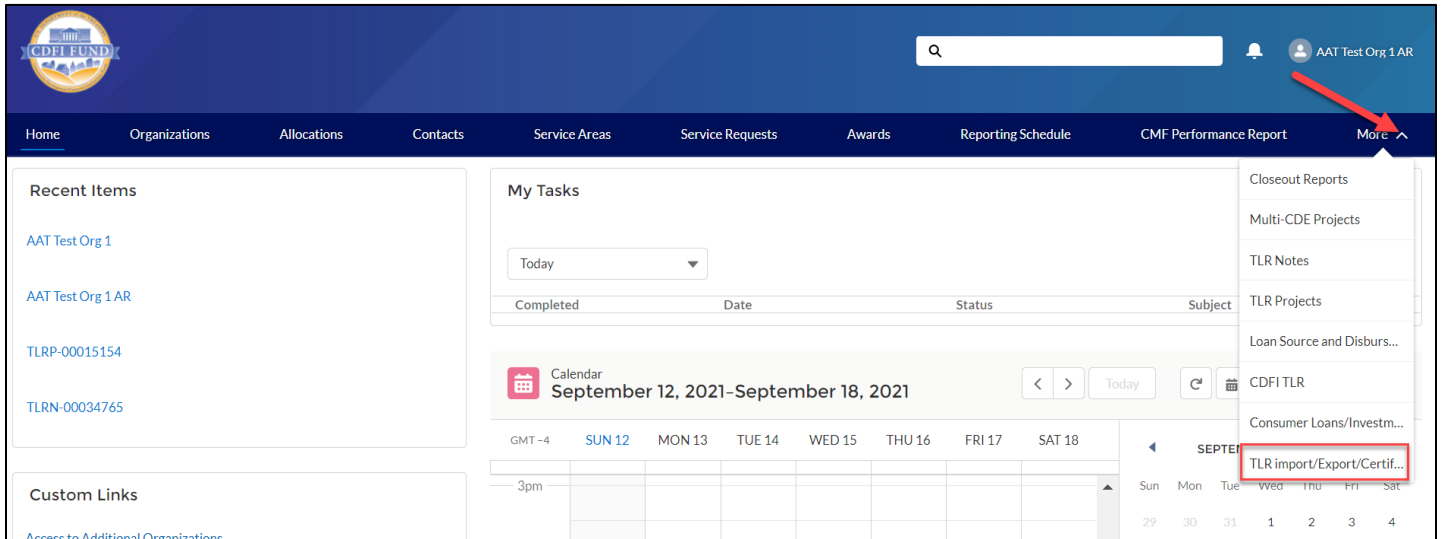 CDFI FUND
AAT Test Org 1 AR
Home Organizations Allocations Contacts Service Areas Service Requests Awards Reporting Schedule CMF Performance Report More
Closeout Reports
Multi-CDE Projects
TLR Notes
TLR Projects
Loan Source and Disburs...
CDFI TLR
Consumer Loans/Investm...
TLR import/Export/Certif...
Recent Items
AAT Test Org 1
AAT Test Org 1 AR
TLRP-00015154
TLRN-00034765
Custom Links
Access to Additional Organizations
My Tasks
Today
Completed Date Status Subject
Calendar
September 12, 2021–September 18, 2021
Today
GMT −4 SUN 12 MON 13 TUE 14 WED 15 THU 16 FRI 17 SAT 18
3pm
SEPTE
Sun Mon Tue Wed Thu Fri Sat
29 30 31 1 2 3 4